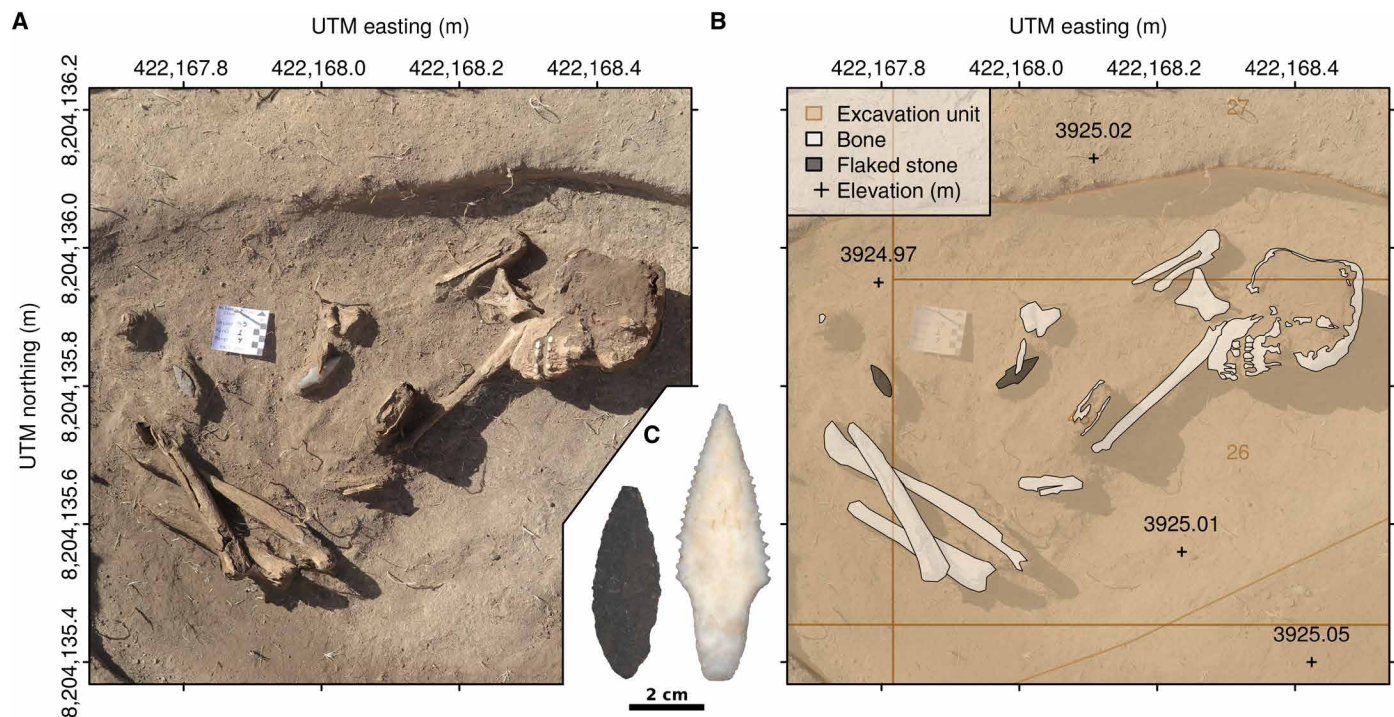 A
UTM easting (m)
422,167.8 422,168.0 422,168.2 422,168.4
UTM northing (m)
8,204,136.2
8,204,136.0
8,204,135.8
8,204,135.6
8,204,135.4
C
2 cm
B
UTM easting (m)
422,167.8 422,168.0 422,168.2 422,168.4
Excavation unit
Bone
Flaked stone
Elevation (m)
27
3925.02
3924.97
26
3925.01
3925.05